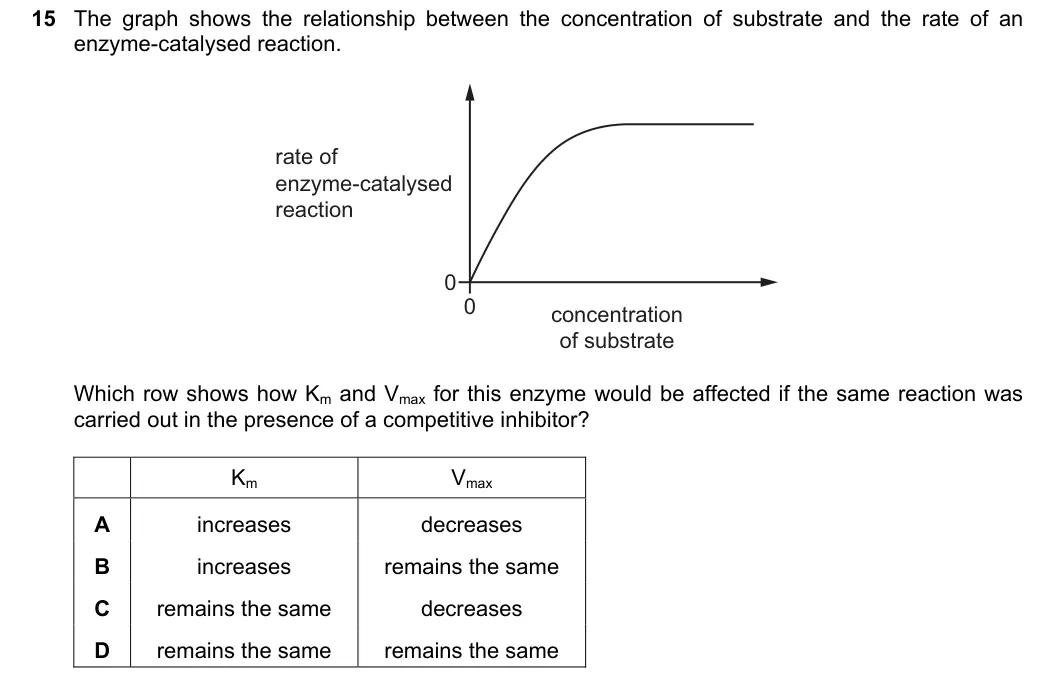 15 The graph shows the relationship between the concentration of substrate and the rate of an
enzyme-catalysed reaction.
rate of
enzyme-catalysed
reaction
0
0
concentration
of substrate
Which row shows how Km and Vmax for this enzyme would be affected if the same reaction was
carried out in the presence of a competitive inhibitor?
Km Vmax
A increases decreases
B increases remains the same
C remains the same decreases
D remains the same remains the same